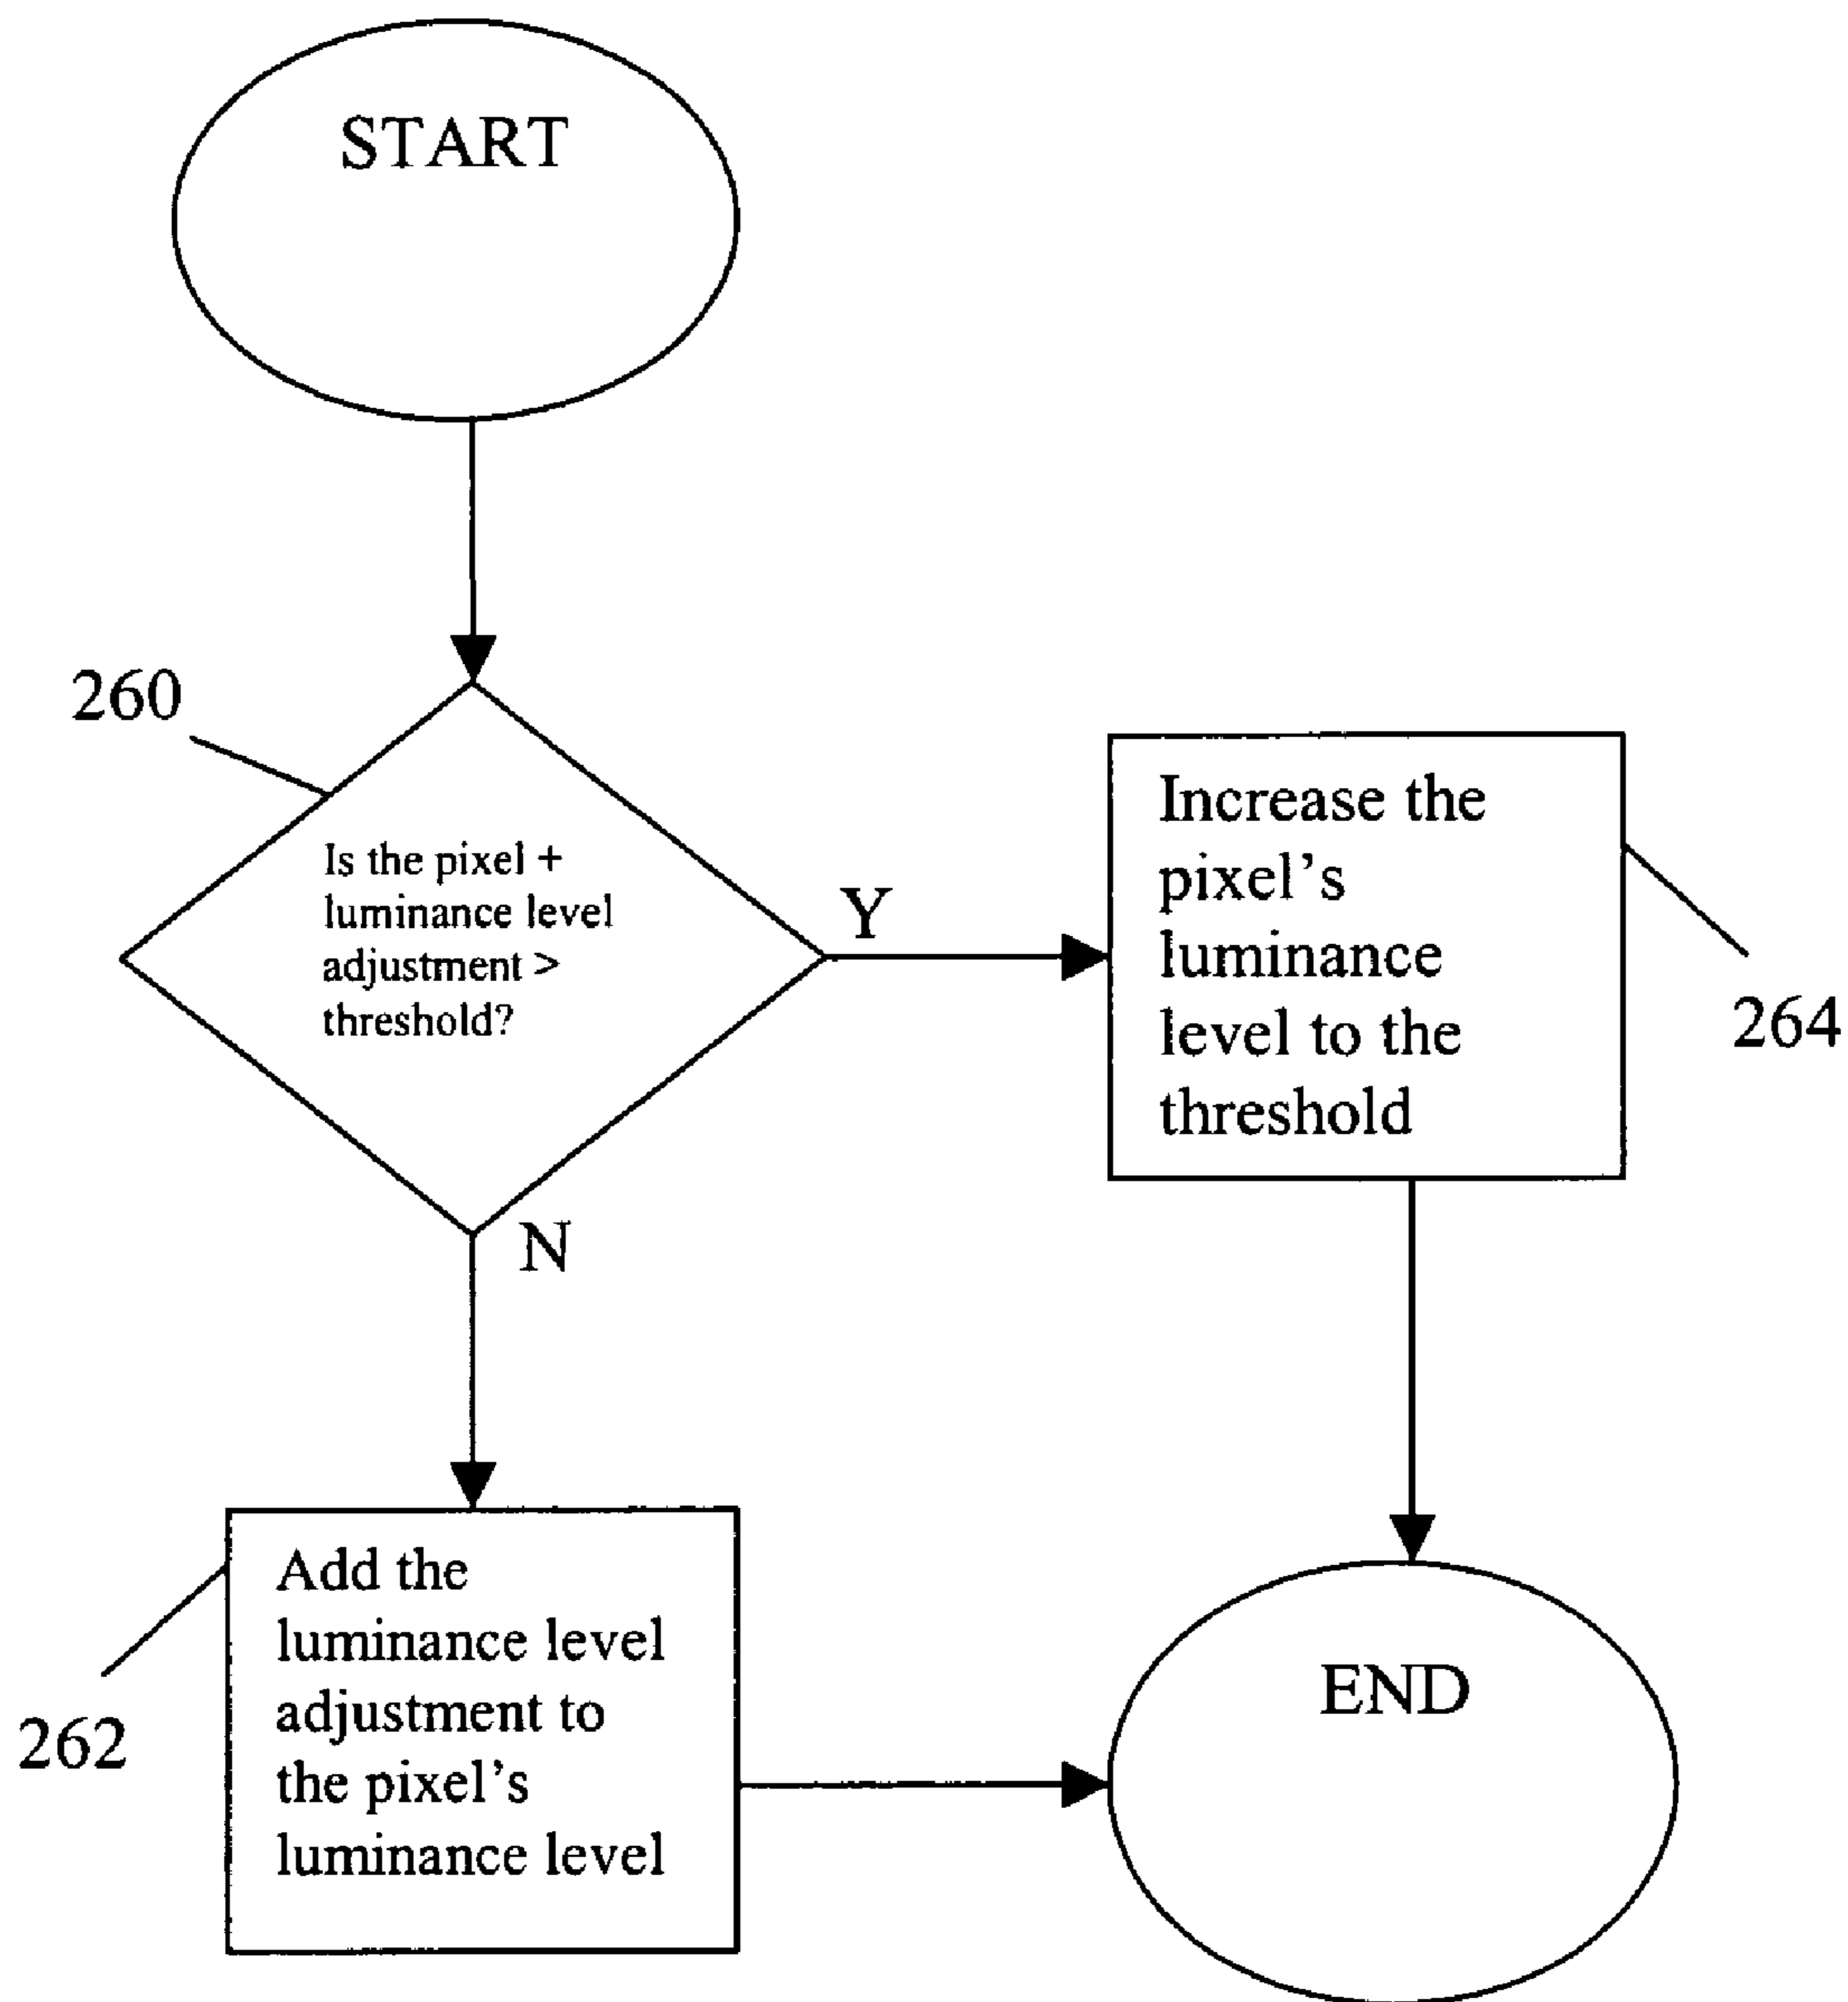 START
260
Is the pixel +
luminance level
adjustment >
threshold?
Y
Increase the
pixel's
luminance
level to the
threshold
264
N
Add the
luminance level
adjustment to
the pixel's
luminance level
262
END